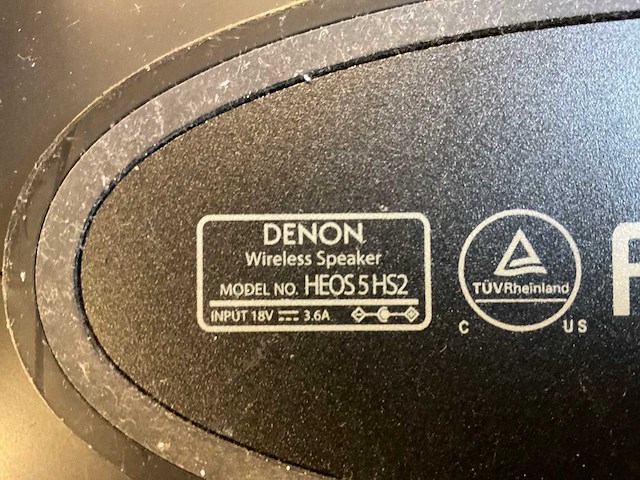 DENON
Wireless Speaker
MODEL NO. HEOS 5 HS2
INPUT 18V ⎓ 3.6A
TÜVRheinland
C US
F